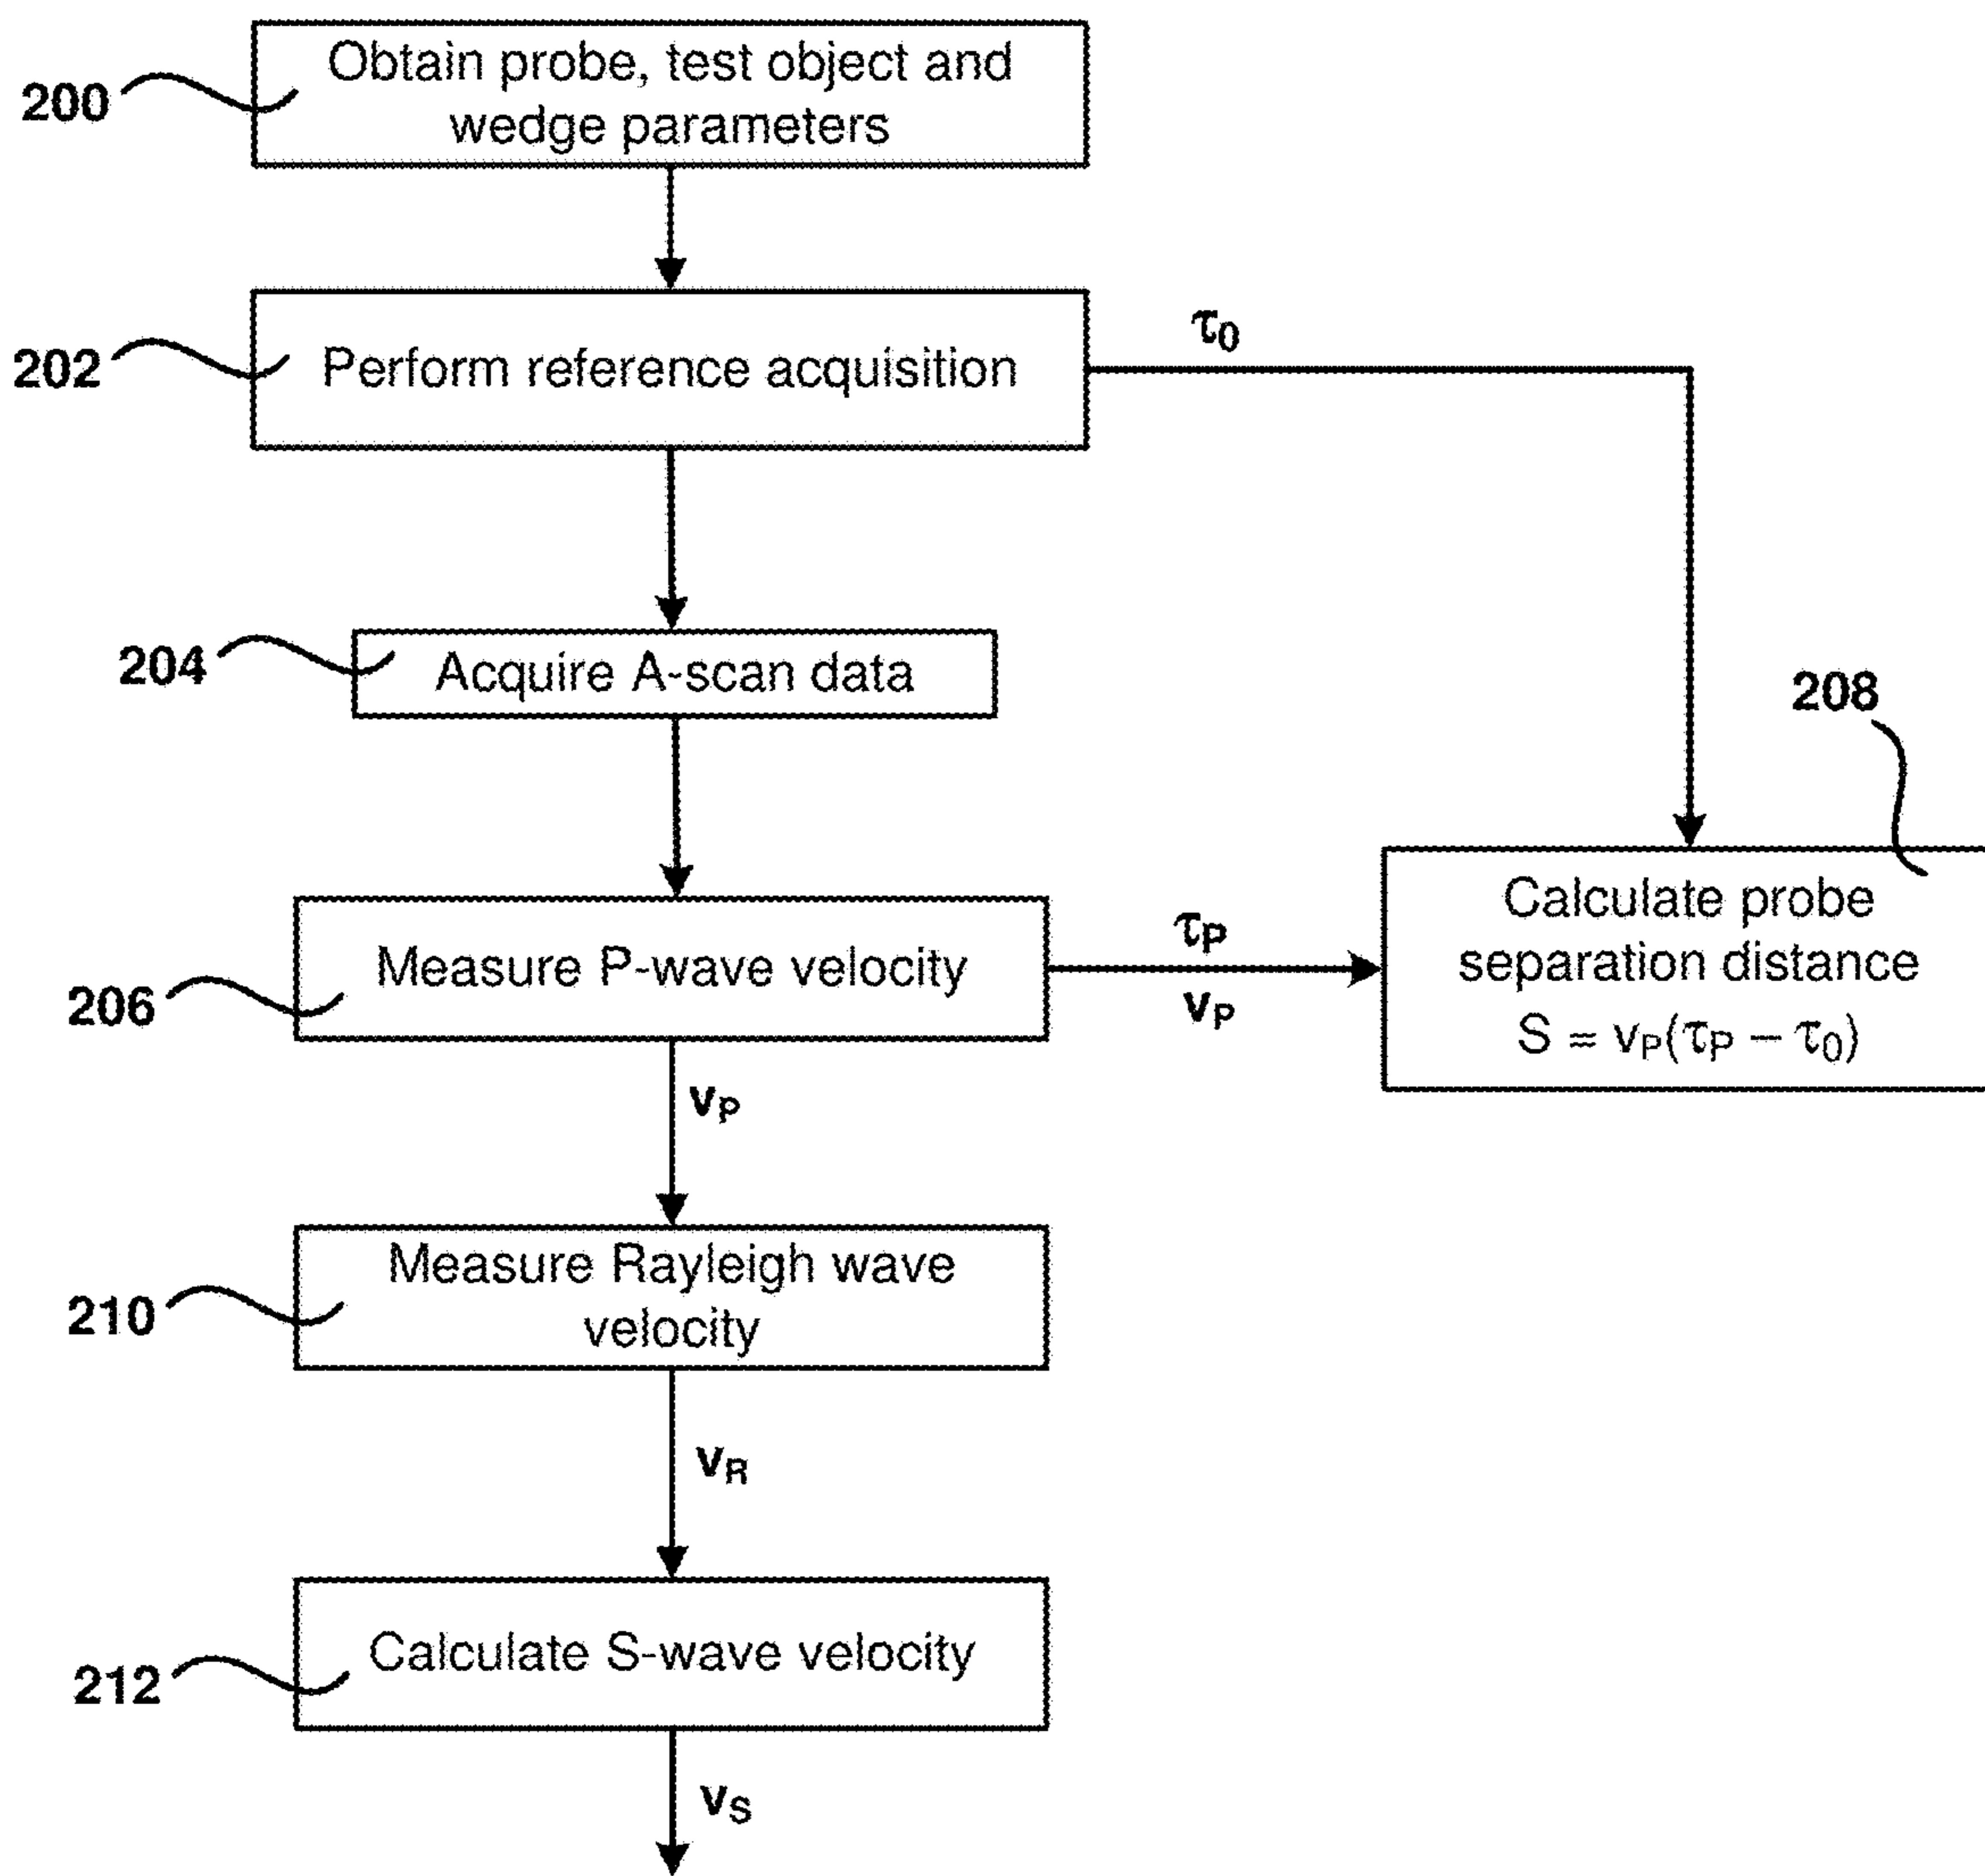 200
Obtain probe, test object and
wedge parameters
202
Perform reference acquisition
τ₀
204
Acquire A-scan data
208
Calculate probe
separation distance
S = vₚ(τₚ – τ₀)
206
Measure P-wave velocity
τₚ
vₚ
vₚ
210
Measure Rayleigh wave
velocity
v_R
212
Calculate S-wave velocity
v_S